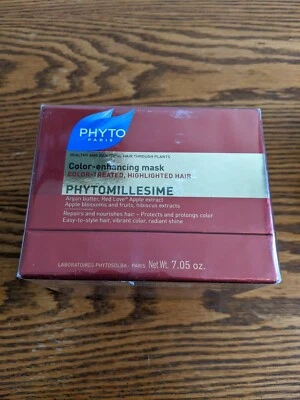 PHYTO
PARIS
HEALTHY AND BEAUTIFUL HAIR THROUGH PLANTS
Color-enhancing mask
COLOR-TREATED, HIGHLIGHTED HAIR
PHYTOMILLESIME
Argan butter, Red Love® Apple extract
Apple blossoms and fruits, hibiscus extracts
Repairs and nourishes hair – Protects and prolongs color
Easy-to-style hair, vibrant color, radiant shine
LABORATOIRES PHYTOSOLBA - PARIS Net Wt. 7.05 oz.